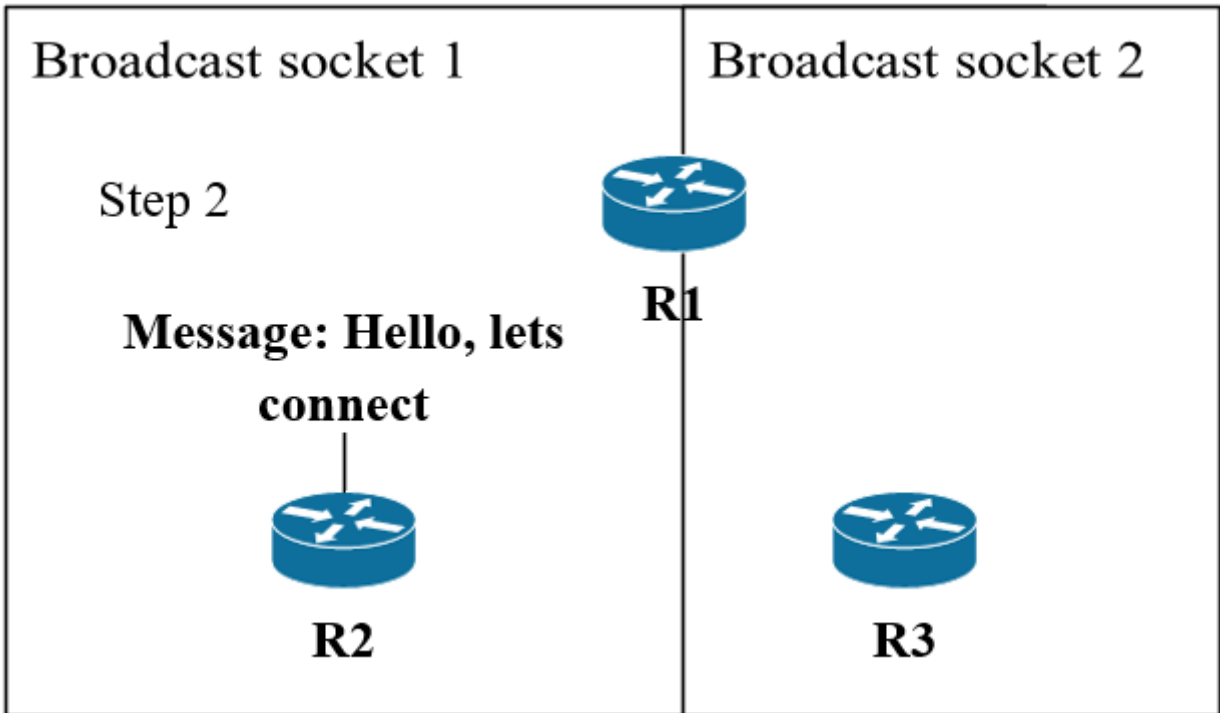 Broadcast socket 1
Broadcast socket 2
Step 2
R1
Message: Hello, lets
connect
R2
R3